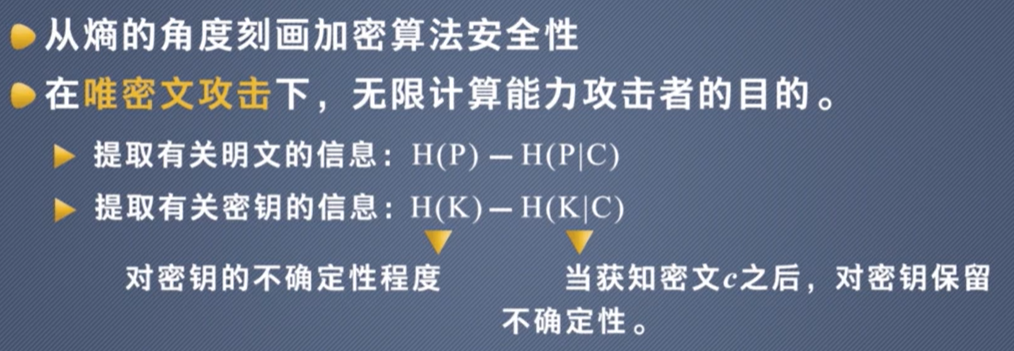 从熵的角度刻画加密算法安全性
在唯密文攻击下，无限计算能力攻击者的目的。
提取有关明文的信息：H(P) – H(P|C)
提取有关密钥的信息：H(K) – H(K|C)
对密钥的不确定性程度
当获知密文c之后，对密钥保留
不确定性。